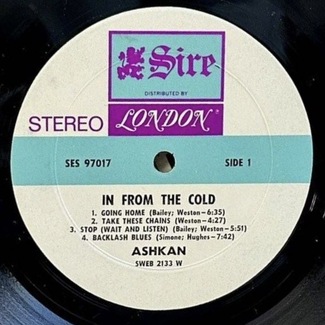 Sire
DISTRIBUTED BY
LONDON®
STEREO
SES 97017
SIDE 1
IN FROM THE COLD
1. GOING HOME (Bailey; Weston-6:35)
2. TAKE THESE CHAINS (Bailey; Weston-4:27)
3. STOP (WAIT AND LISTEN) (Bailey; Weston-5:51)
4. BACKLASH BLUES (Simone; Hughes-7:42)
ASHKAN
SWEB 2133 W